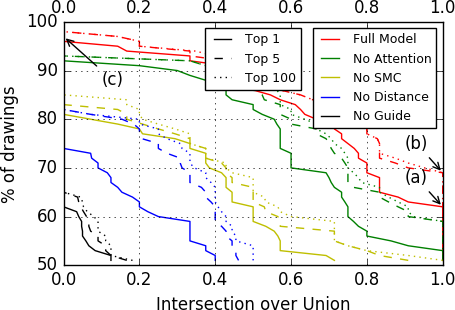 0.0 0.2 0.4 0.6 0.8 1.0
100
90
80
70
60
50
% of drawings
Top 1
Top 5
Top 100
Full Model
No Attention
No SMC
No Distance
No Guide
(c)
(b)
(a)
0.0 0.2 0.4 0.6 0.8 1.0
Intersection over Union